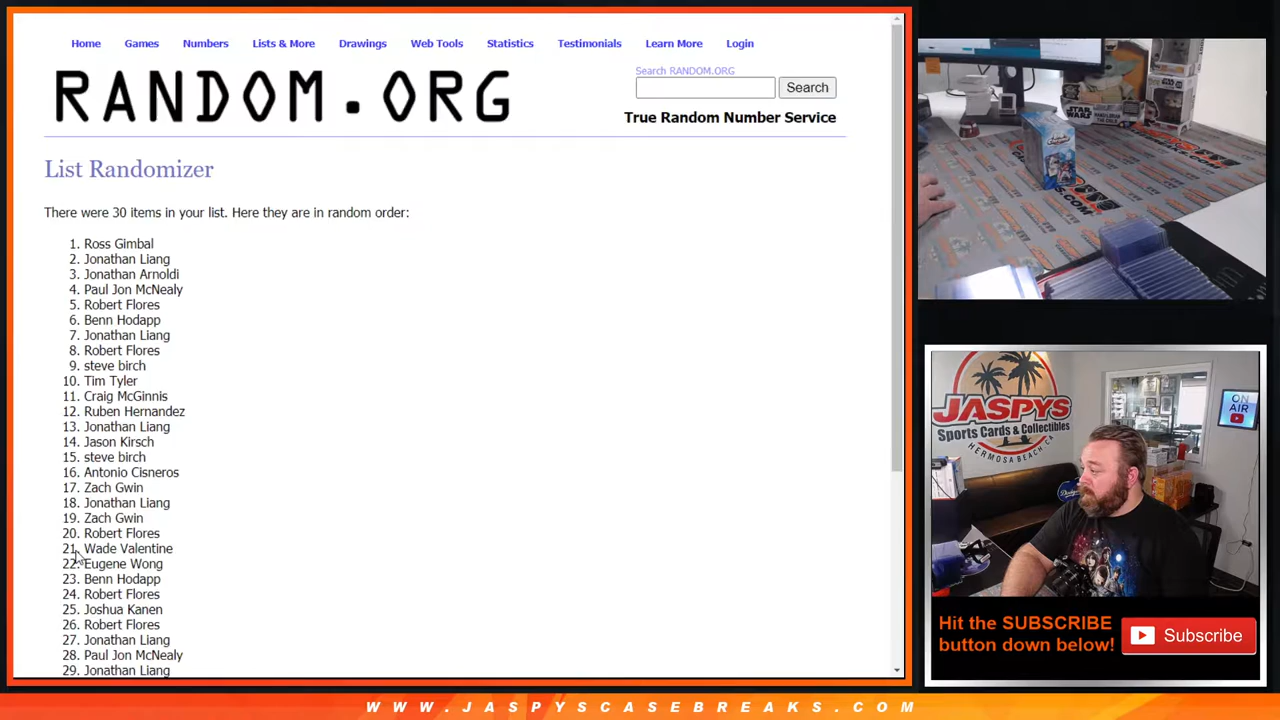 Home Games Numbers Lists & More Drawings Web Tools Statistics Testimonials Learn More Login
RANDOM.ORG
Search RANDOM.ORG
Search
True Random Number Service
List Randomizer
There were 30 items in your list. Here they are in random order:
1. Ross Gimbal
2. Jonathan Liang
3. Jonathan Arnoldi
4. Paul Jon McNealy
5. Robert Flores
6. Benn Hodapp
7. Jonathan Liang
8. Robert Flores
9. steve birch
10. Tim Tyler
11. Craig McGinnis
12. Ruben Hernandez
13. Jonathan Liang
14. Jason Kirsch
15. steve birch
16. Antonio Cisneros
17. Zach Gwin
18. Jonathan Liang
19. Zach Gwin
20. Robert Flores
21. Wade Valentine
22. Eugene Wong
23. Benn Hodapp
24. Robert Flores
25. Joshua Kanen
26. Robert Flores
27. Jonathan Liang
28. Paul Jon McNealy
29. Jonathan Liang
STAR WARS
JASPYS
Sports Cards & Collectibles
HERMOSA BEACH CA
ON AIR
Dodgers
Hit the SUBSCRIBE
button down below!
Subscribe
WWW.JASPYSCASEBREAKS.COM